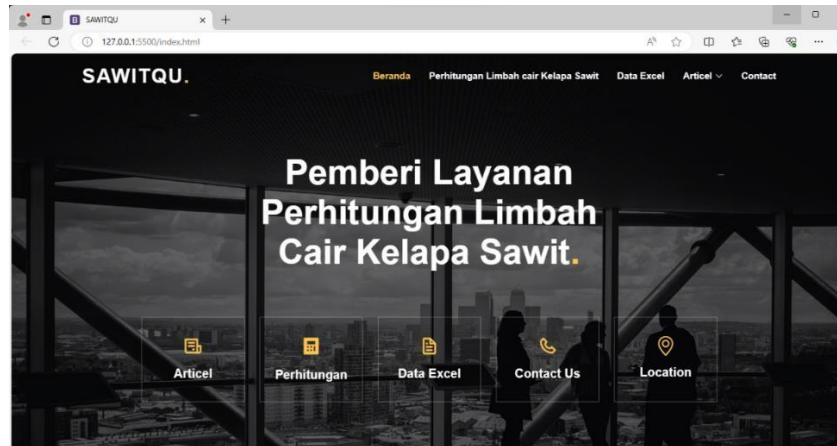 SAWITQU
127.0.0.1:5500/index.html
SAWITQU.
Beranda Perhitungan Limbah cair Kelapa Sawit Data Excel Articel Contact
Pemberi Layanan
Perhitungan Limbah
Cair Kelapa Sawit.
Articel Perhitungan Data Excel Contact Us Location